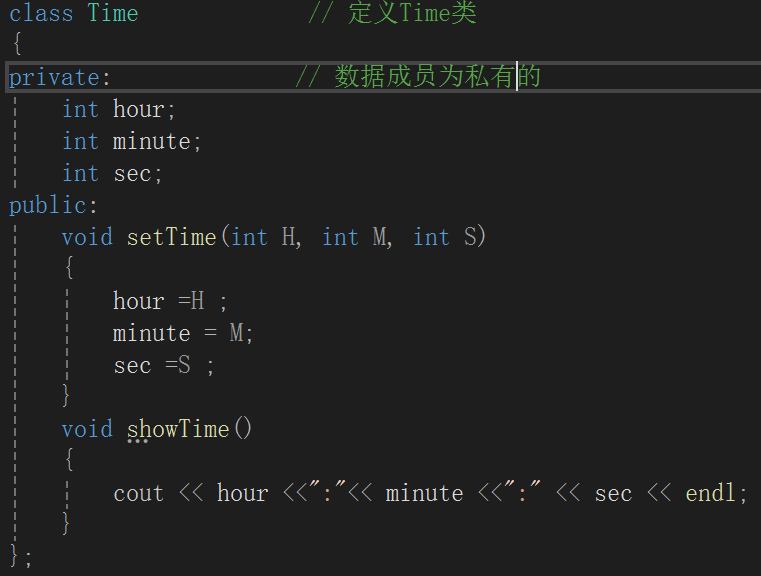 class Time // 定义Time类
{
private: // 数据成员为私有的
int hour;
int minute;
int sec;
public:
void setTime(int H, int M, int S)
{
hour =H ;
minute = M;
sec =S ;
}
void showTime()
{
cout << hour <<":"<< minute <<":" << sec << endl;
}
};